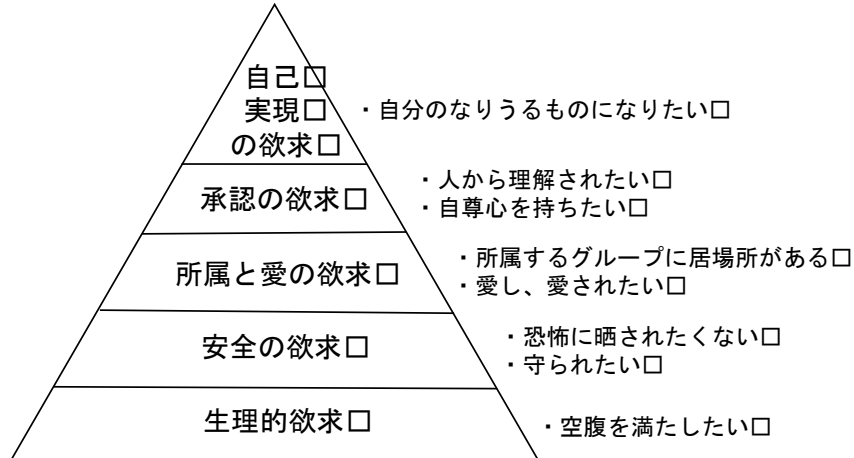 自己□
実現□
の欲求□
・自分のなりうるものになりたい□
承認の欲求□
・人から理解されたい□
・自尊心を持ちたい□
所属と愛の欲求□
・所属するグループに居場所がある□
・愛し、愛されたい□
安全の欲求□
・恐怖に晒されたくない□
・守られたい□
生理的欲求□
・空腹を満たしたい□